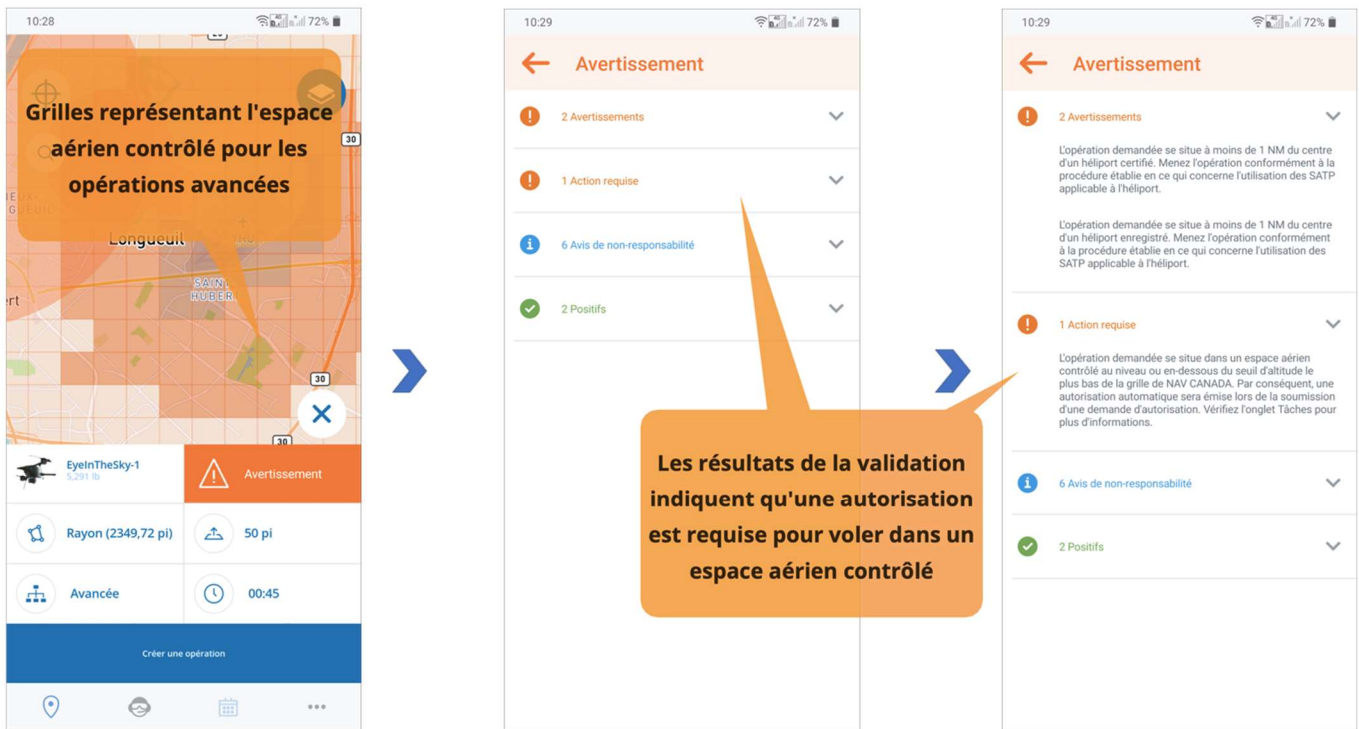 10:28
72%
30
Grilles représentant l'espace
aérien contrôlé pour les
opérations avancées
Longueuil
SAINT
HUBER
30
30
EyeInTheSky-1
5,291 lb
Avertissement
Rayon (2349,72 pi)
50 pi
Avancée
00:45
Créer une opération
10:29
72%
Avertissement
2 Avertissements
1 Action requise
6 Avis de non-responsabilité
2 Positifs
Les résultats de la validation
indiquent qu'une autorisation
est requise pour voler dans un
espace aérien contrôlé
10:29
72%
Avertissement
2 Avertissements
L'opération demandée se situe à moins de 1 NM du centre
d'un héliport certifié. Menez l'opération conformément à la
procédure établie en ce qui concerne l'utilisation des SATP
applicable à l'héliport.
L'opération demandée se situe à moins de 1 NM du centre
d'un héliport enregistré. Menez l'opération conformément
à la procédure établie en ce qui concerne l'utilisation des
SATP applicable à l'héliport.
1 Action requise
L'opération demandée se situe dans un espace aérien
contrôlé au niveau ou en-dessous du seuil d'altitude le
plus bas de la grille de NAV CANADA. Par conséquent, une
autorisation automatique sera émise lors de la soumission
d'une demande d'autorisation. Vérifiez l'onglet Tâches pour
plus d'informations.
6 Avis de non-responsabilité
2 Positifs